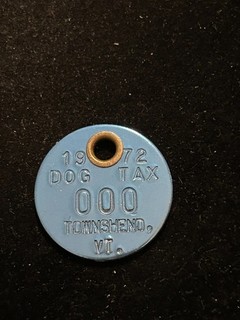 19 72
DOG TAX
000
TOWNSHEND,
VT.